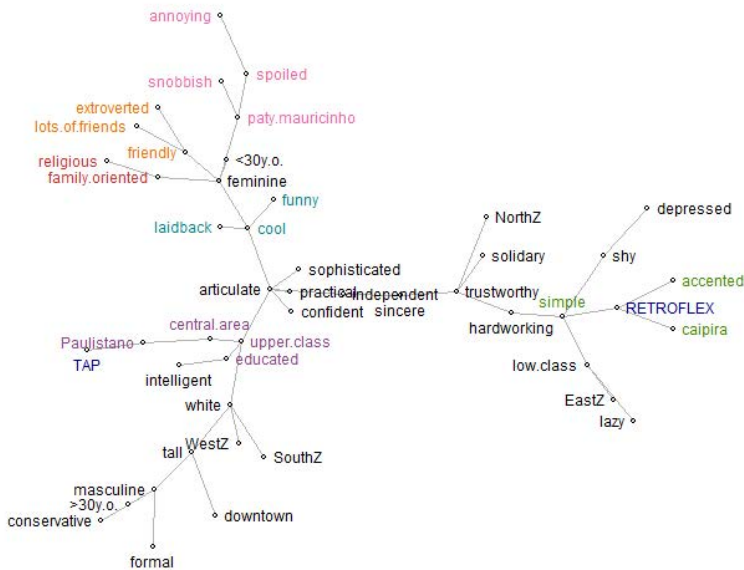 annoying
spoiled
snobbish
extroverted
lots.of.friends
paty.mauricinho
friendly
religious
<30y.o.
family.oriented
feminine
funny
laidback
cool
NorthZ
depressed
solidary
shy
sophisticated
accented
articulate
practical
independent
trustworthy
simple
RETROFLEX
confident
sincere
hardworking
caipira
central.area
Paulistano
upper.class
TAP
educated
intelligent
low.class
EastZ
white
lazy
WestZ
tall
SouthZ
masculine
>30y.o.
conservative
downtown
formal